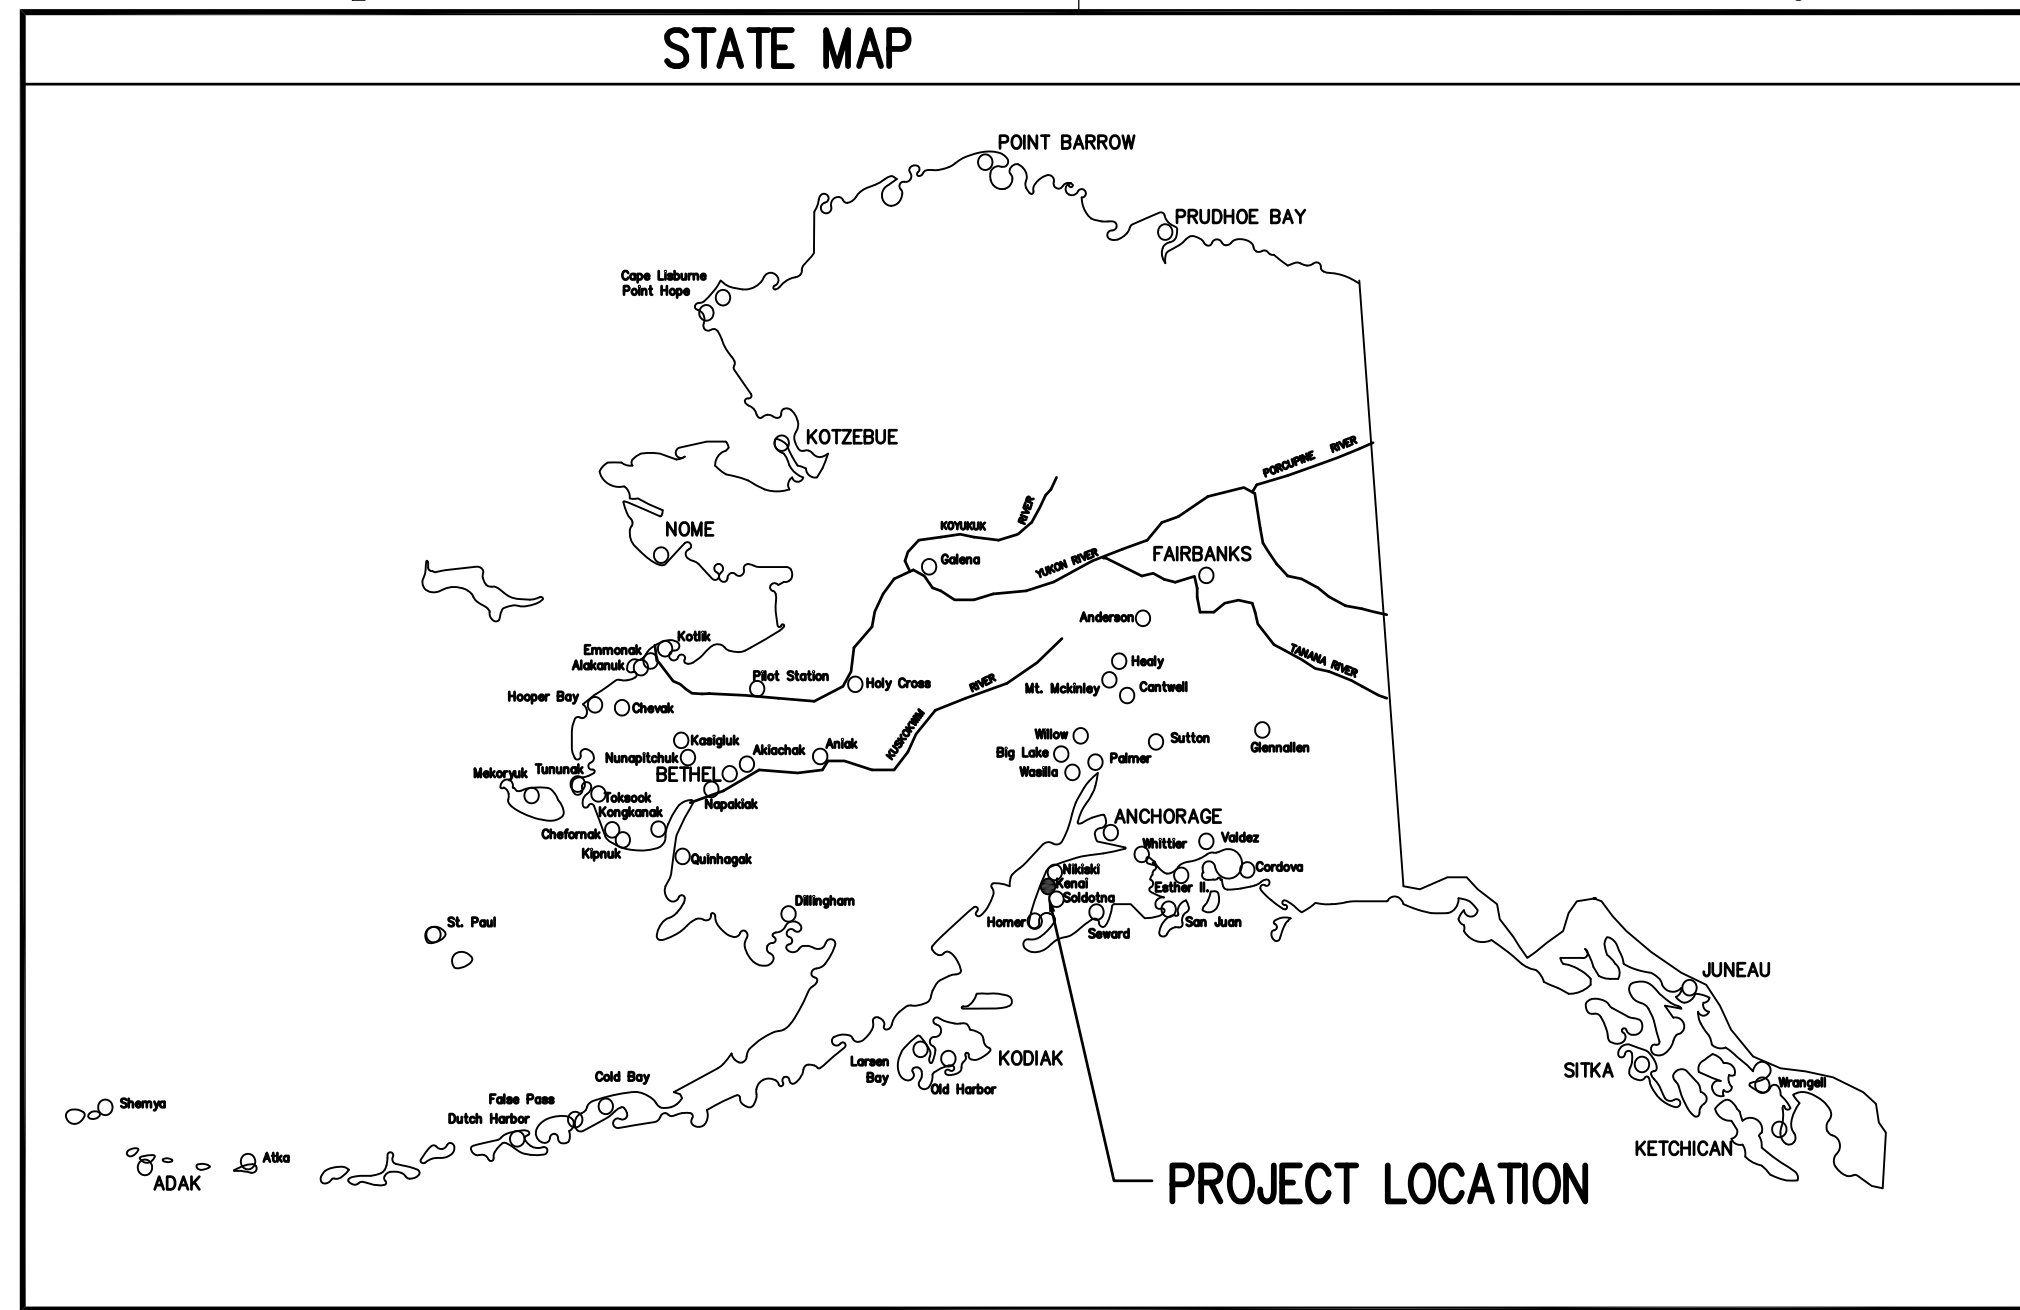 STATE MAP
POINT BARROW
PRUDHOE BAY
Cape Lisburne
Point Hope
KOTZEBUE
PORCUPINE RIVER
NOME
KOYUKUK RIVER
Galena
YUKON RIVER
FAIRBANKS
Anderson
Kotlik
Emmonak
Alakanuk
TANANA RIVER
Healy
Pilot Station
Holy Cross
Mt. Mckinley
Cantwell
Hooper Bay
Chevak
KUSKOKWIM RIVER
Willow
Sutton
Glennallen
Kasigluk
Akiachak
Aniak
Big Lake
Palmer
Nunapitchuk
BETHEL
Wasilla
Mekoryuk
Tununak
Toksook
Napakiak
Kongkanak
ANCHORAGE
Chefornak
Kipnuk
Whittier
Valdez
Quinhagak
Nikiski
Cordova
Kenai
Esther Il.
Soldotna
Dillingham
St. Paul
Homer
Seward
San Juan
JUNEAU
KODIAK
Larsen
Bay
Old Harbor
SITKA
Wrangell
Cold Bay
False Pass
Dutch Harbor
Shemya
KETCHICAN
Atka
ADAK
PROJECT LOCATION